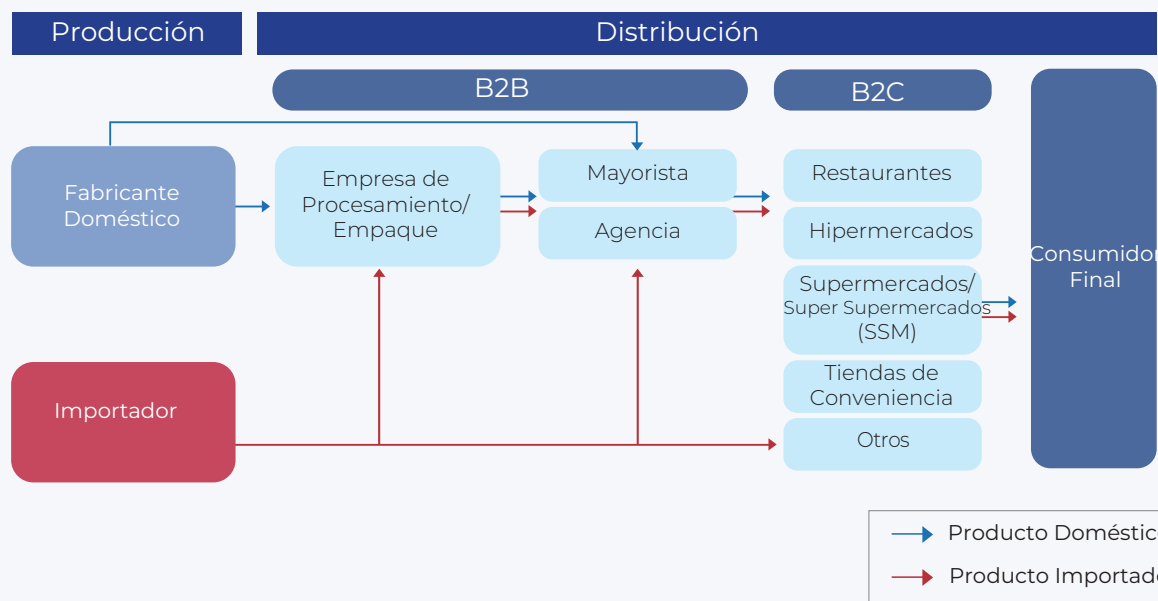 Producción
Distribución
B2B
B2C
Fabricante
Doméstico
Empresa de
Procesamiento/
Empaque
Mayorista
Agencia
Restaurantes
Hipermercados
Supermercados/
Super Supermercados
(SSM)
Tiendas de
Conveniencia
Otros
Consumidor
Final
Importador
Producto Doméstico
Producto Importado